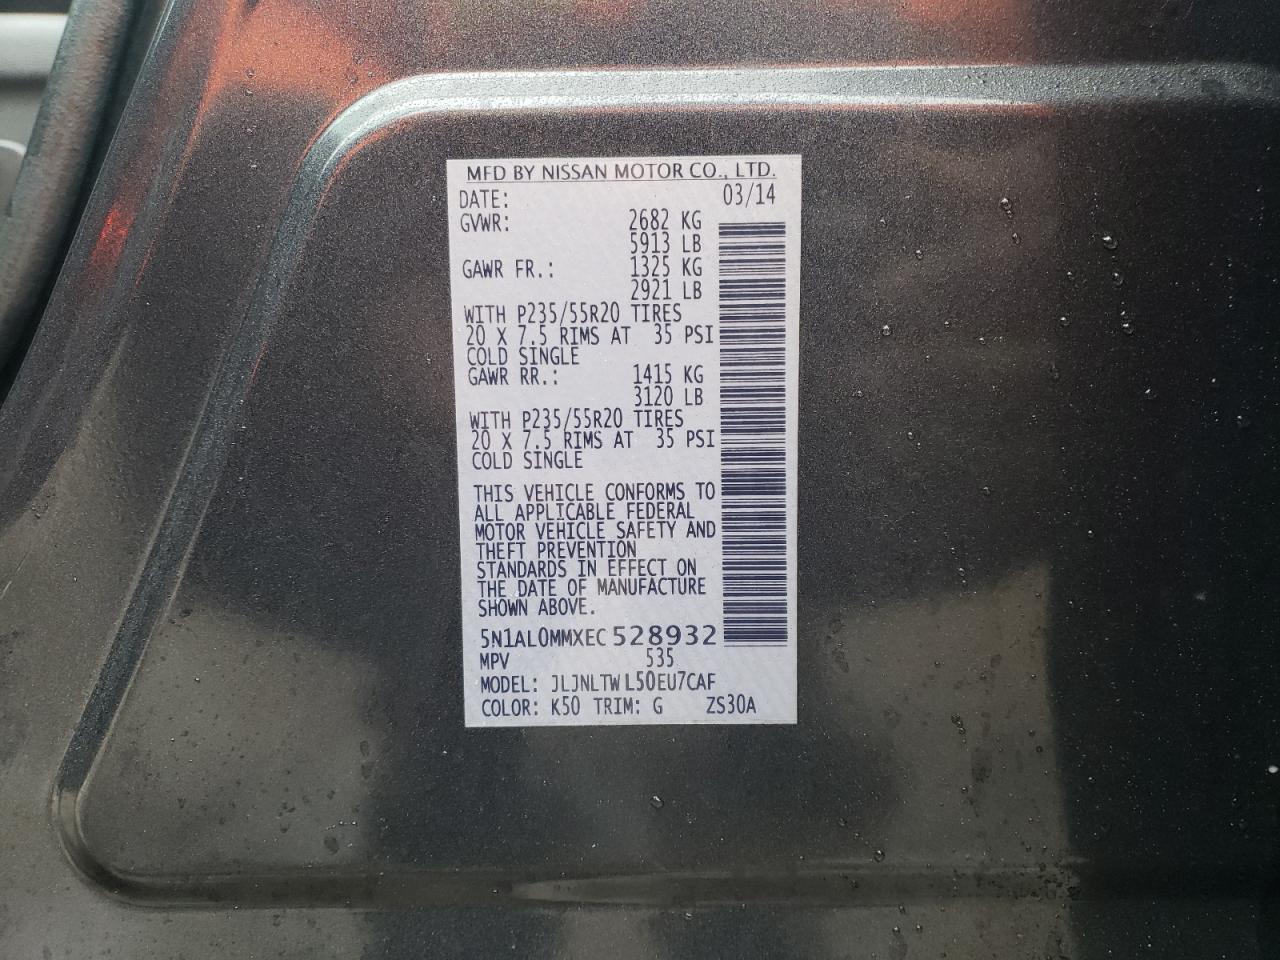 MFD BY NISSAN MOTOR CO., LTD.
DATE: 03/14
GVWR: 2682 KG
5913 LB
GAWR FR.: 1325 KG
2921 LB
WITH P235/55R20 TIRES
20 X 7.5 RIMS AT 35 PSI
COLD SINGLE
GAWR RR.: 1415 KG
3120 LB
WITH P235/55R20 TIRES
20 X 7.5 RIMS AT 35 PSI
COLD SINGLE
THIS VEHICLE CONFORMS TO
ALL APPLICABLE FEDERAL
MOTOR VEHICLE SAFETY AND
THEFT PREVENTION
STANDARDS IN EFFECT ON
THE DATE OF MANUFACTURE
SHOWN ABOVE.
5N1AL0MMXEC 528932
MPV 535
MODEL: JLJNLTWL50EU7CAF
COLOR: K50 TRIM: G ZS30A